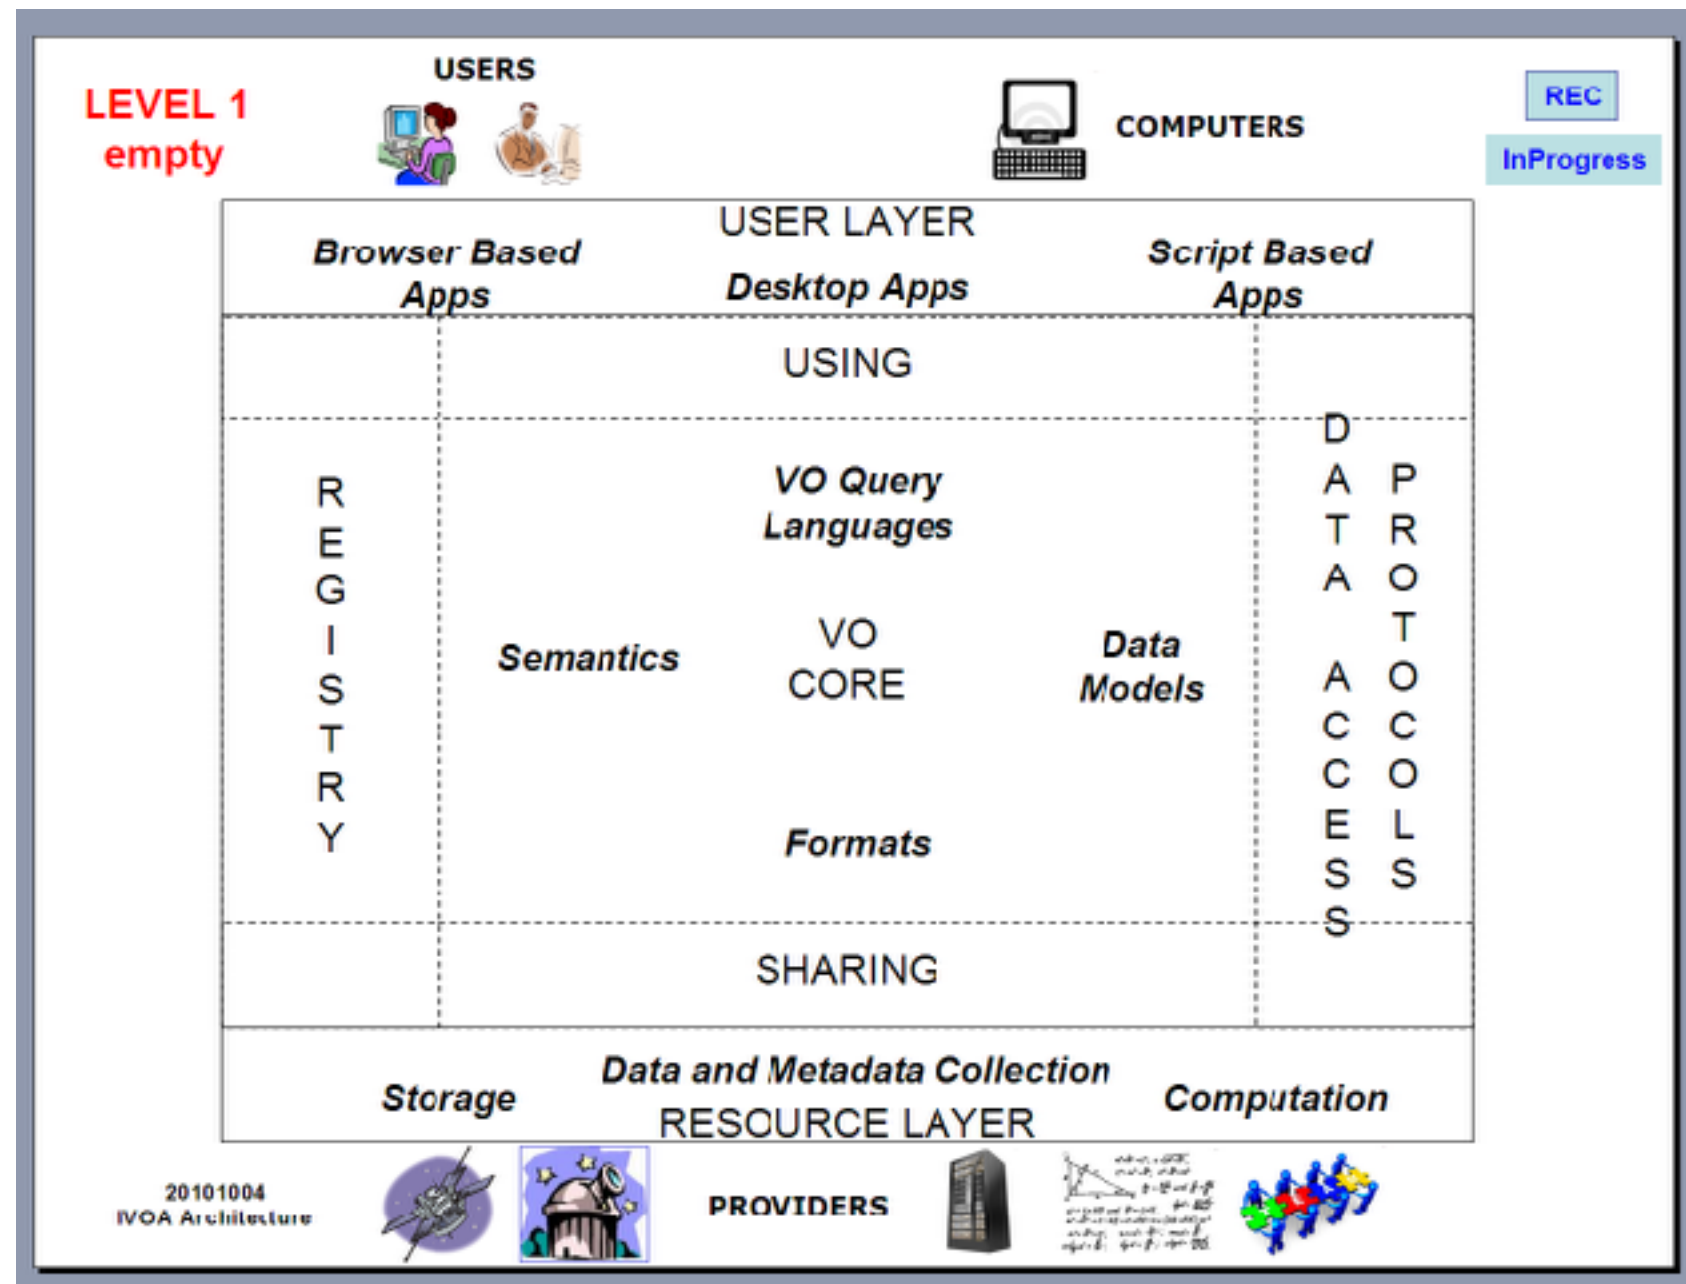 LEVEL 1
empty
USERS
COMPUTERS
REC
InProgress
USER LAYER
Browser Based
Apps
Desktop Apps
Script Based
Apps
USING
REGISTRY
VO Query
Languages
Semantics
VO
CORE
Data
Models
Formats
DATA ACCESS
PROTOCOLS
SHARING
Storage
Data and Metadata Collection
Computation
RESOURCE LAYER
20101004
IVOA Architecture
PROVIDERS